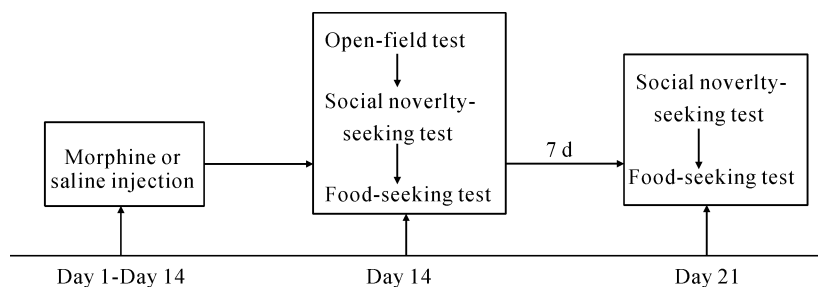 Morphine or
saline injection
Open-field test
Social noverlty-
seeking test
Food-seeking test
7 d
Social noverlty-
seeking test
Food-seeking test
Day 1-Day 14
Day 14
Day 21